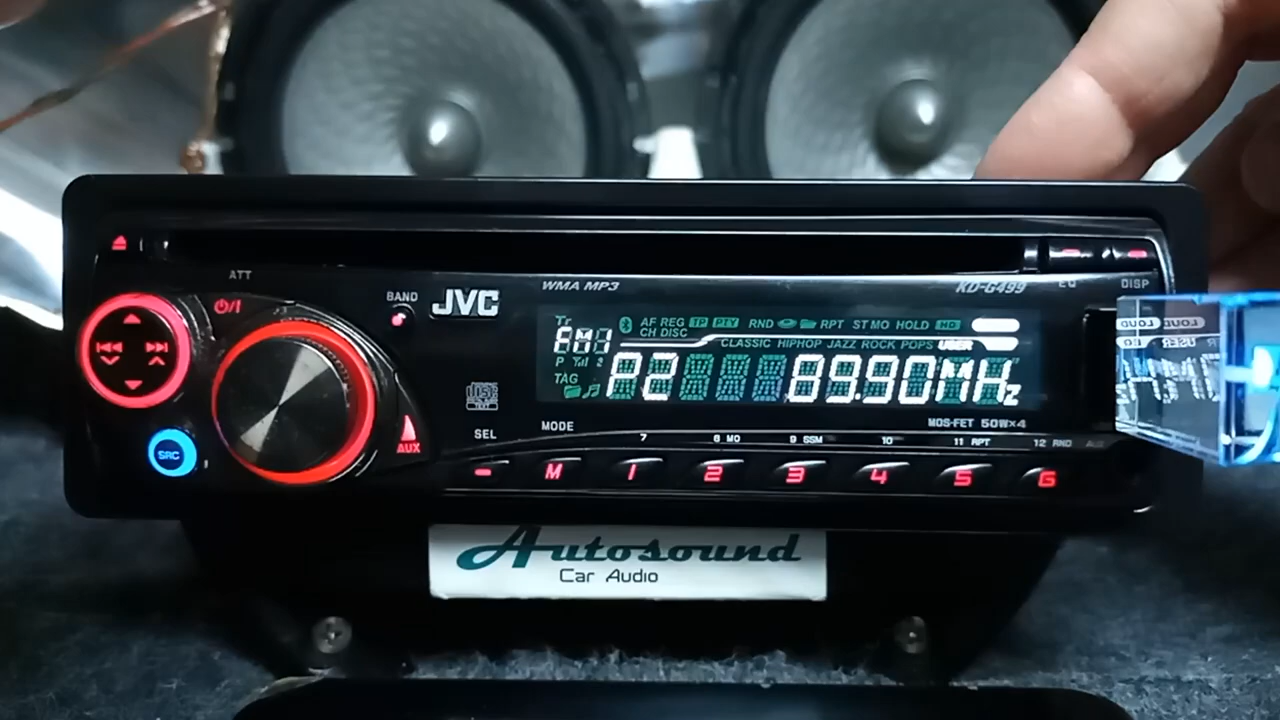 ATT
BAND
JVC
WMA MP3
KD-G499
EQ
DISP
Tr
AF REG TP PTY RND RPT ST MO HOLD HD
CH DISC
FM1
CLASSIC HIPHOP JAZZ ROCK POPS USER
P2 89.90MHz
TAG
SRC
AUX
SEL
MODE
MOS-FET 50W×4
7 8 MO 9 SSM 10 11 RPT 12 RND AUX
M 1 2 3 4 5 6
Autosound
Car Audio